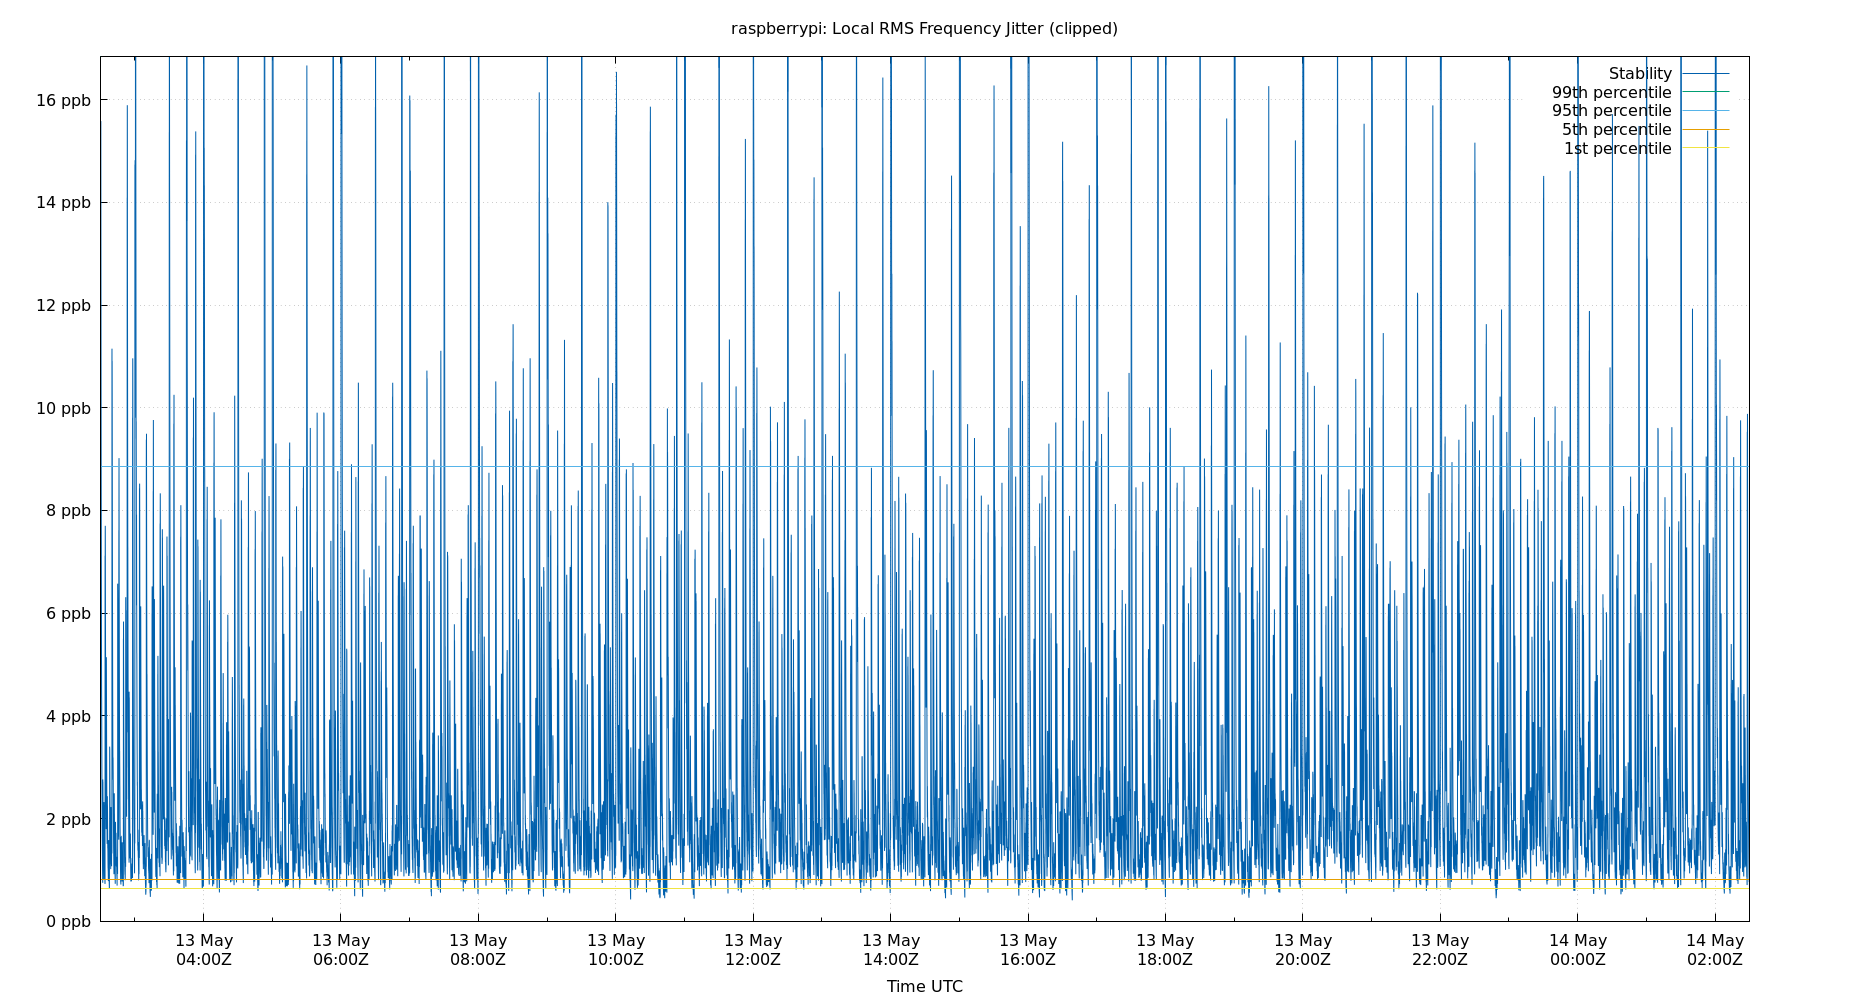 raspberrypi: Local RMS Frequency Jitter (clipped)
Stability
99th percentile
95th percentile
5th percentile
1st percentile
16 ppb
14 ppb
12 ppb
10 ppb
8 ppb
6 ppb
4 ppb
2 ppb
0 ppb
13 May 13 May 13 May 13 May 13 May 13 May 13 May 13 May 13 May 13 May 14 May 14 May
04:00Z 06:00Z 08:00Z 10:00Z 12:00Z 14:00Z 16:00Z 18:00Z 20:00Z 22:00Z 00:00Z 02:00Z
Time UTC